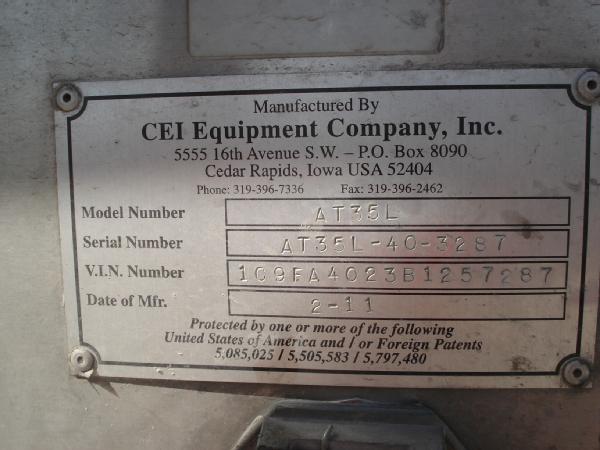 Manufactured By
CEI Equipment Company, Inc.
5555 16th Avenue S.W. – P.O. Box 8090
Cedar Rapids, Iowa USA 52404
Phone: 319-396-7336 Fax: 319-396-2462
Model Number AT35L
Serial Number AT35L-40-3287
V.I.N. Number 1C9FA4023B1257287
Date of Mfr. 2-11
Protected by one or more of the following
United States of America and / or Foreign Patents
5,085,025 / 5,505,583 / 5,797,480